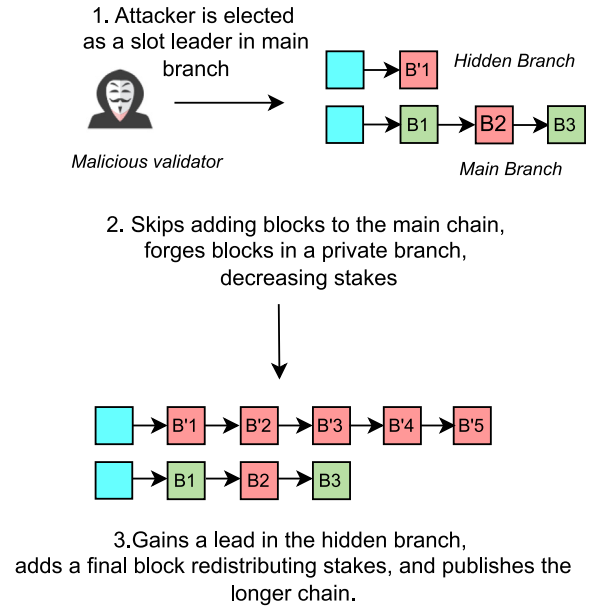 1. Attacker is elected
as a slot leader in main
branch
B'1
Hidden Branch
B1
B2
B3
Malicious validator
Main Branch
2. Skips adding blocks to the main chain,
forges blocks in a private branch,
decreasing stakes
B'1
B'2
B'3
B'4
B'5
B1
B2
B3
3.Gains a lead in the hidden branch,
adds a final block redistributing stakes, and publishes the
longer chain.